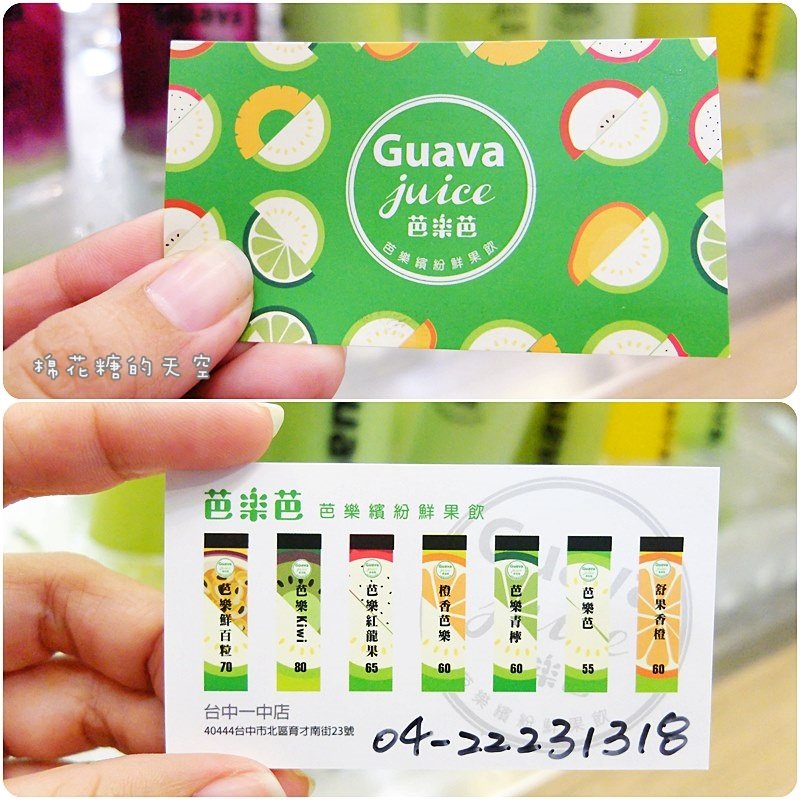 Guava
juice
芭楽芭
芭樂繽紛鮮果飲
棉花糖的天空
芭楽芭 芭樂繽紛鮮果飲
Guava
juice
芭樂鮮百粒
70
芭樂Kiwi
80
芭樂紅龍果
65
橙香芭樂
60
芭樂青檸
60
芭樂芭
55
舒果香橙
60
台中一中店
40444台中市北區育才南街23號
04-22231318